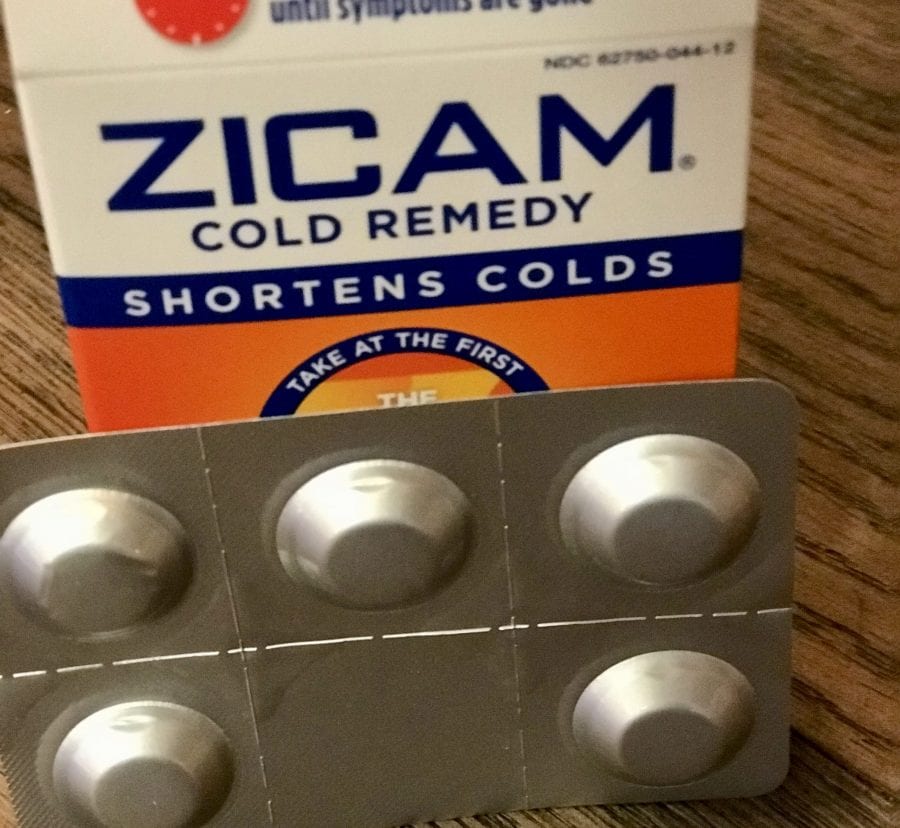 until symptoms are gone
NDC 62750-044-12
ZICAM®
COLD REMEDY
SHORTENS COLDS
TAKE AT THE FIRST
THE